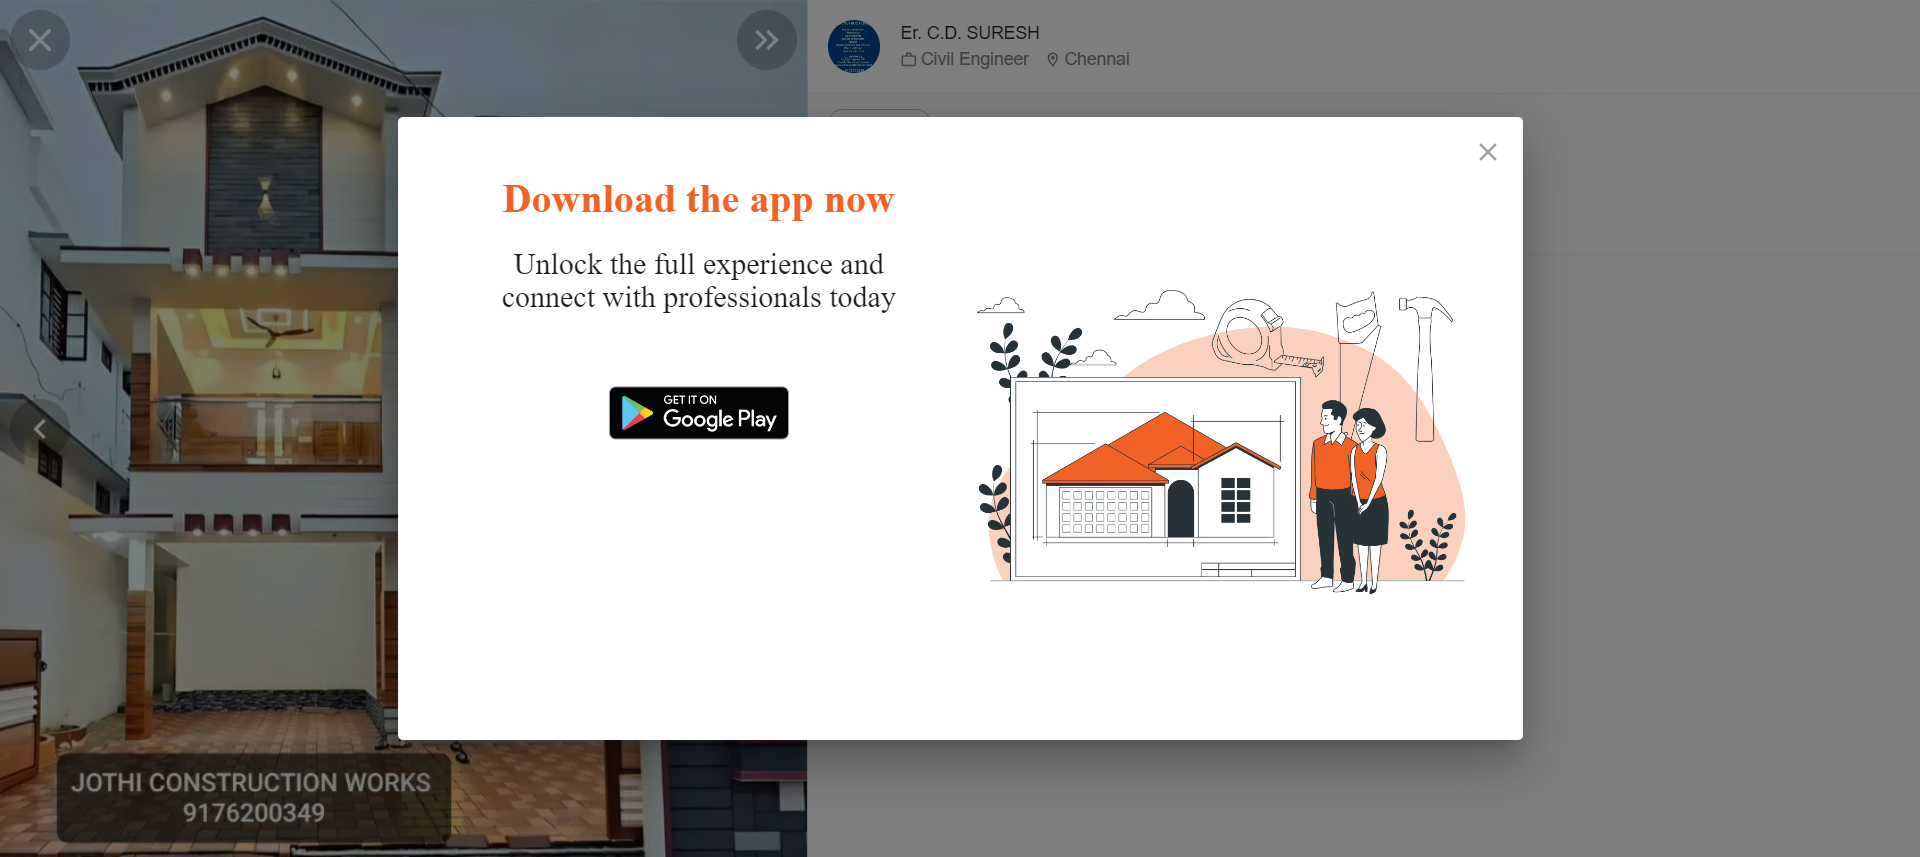 Er. C.D. SURESH
Civil Engineer
Chennai
Download the app now
Unlock the full experience and
connect with professionals today
GET IT ON
Google Play
JOTHI CONSTRUCTION WORKS
9176200349